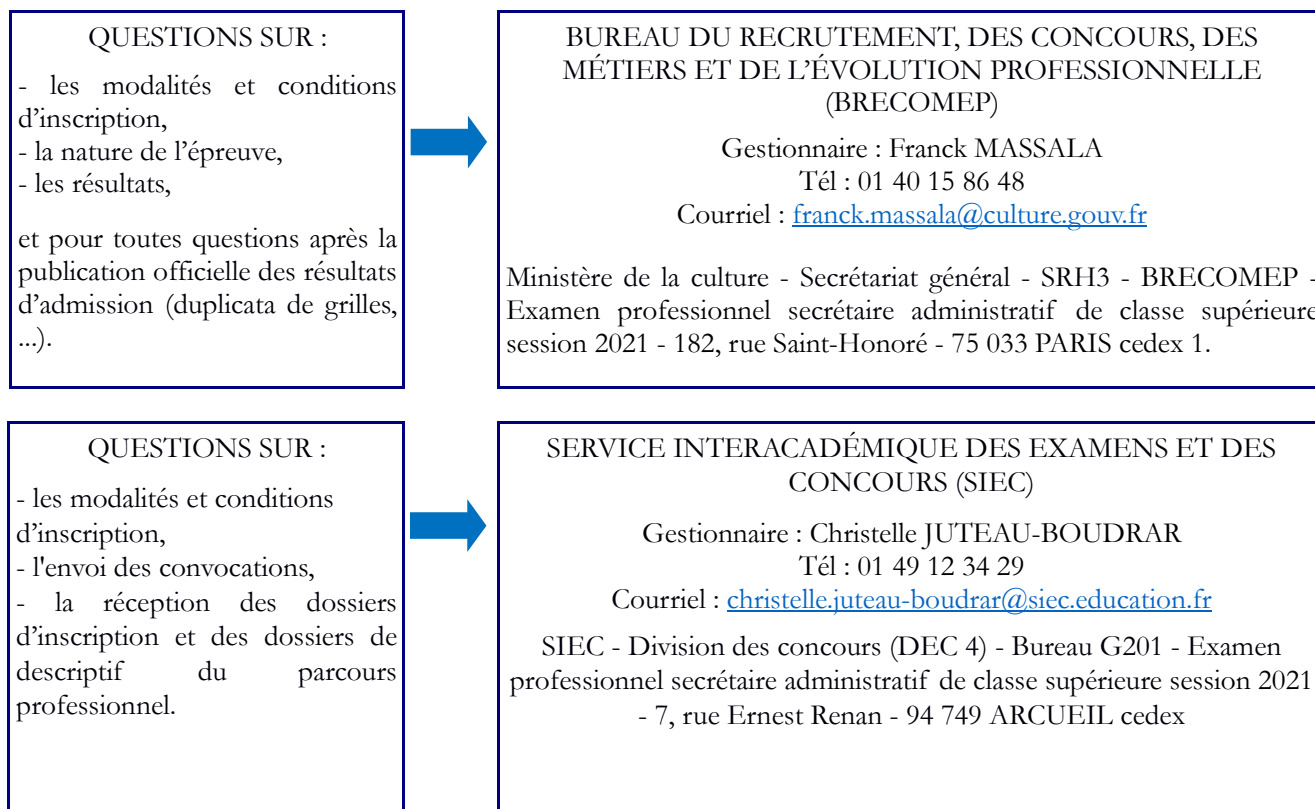 QUESTIONS SUR :
- les modalités et conditions
d’inscription,
- la nature de l’épreuve,
- les résultats,
et pour toutes questions après la
publication officielle des résultats
d’admission (duplicata de grilles,
...).
BUREAU DU RECRUTEMENT, DES CONCOURS, DES
MÉTIERS ET DE L’ÉVOLUTION PROFESSIONNELLE
(BRECOMEP)
Gestionnaire : Franck MASSALA
Tél : 01 40 15 86 48
Courriel : franck.massala@culture.gouv.fr
Ministère de la culture - Secrétariat général - SRH3 - BRECOMEP -
Examen professionnel secrétaire administratif de classe supérieure
session 2021 - 182, rue Saint-Honoré - 75 033 PARIS cedex 1.
QUESTIONS SUR :
- les modalités et conditions
d’inscription,
- l'envoi des convocations,
- la réception des dossiers
d’inscription et des dossiers de
descriptif du parcours
professionnel.
SERVICE INTERACADÉMIQUE DES EXAMENS ET DES
CONCOURS (SIEC)
Gestionnaire : Christelle JUTEAU-BOUDRAR
Tél : 01 49 12 34 29
Courriel : christelle.juteau-boudrar@siec.education.fr
SIEC - Division des concours (DEC 4) - Bureau G201 - Examen
professionnel secrétaire administratif de classe supérieure session 2021
- 7, rue Ernest Renan - 94 749 ARCUEIL cedex